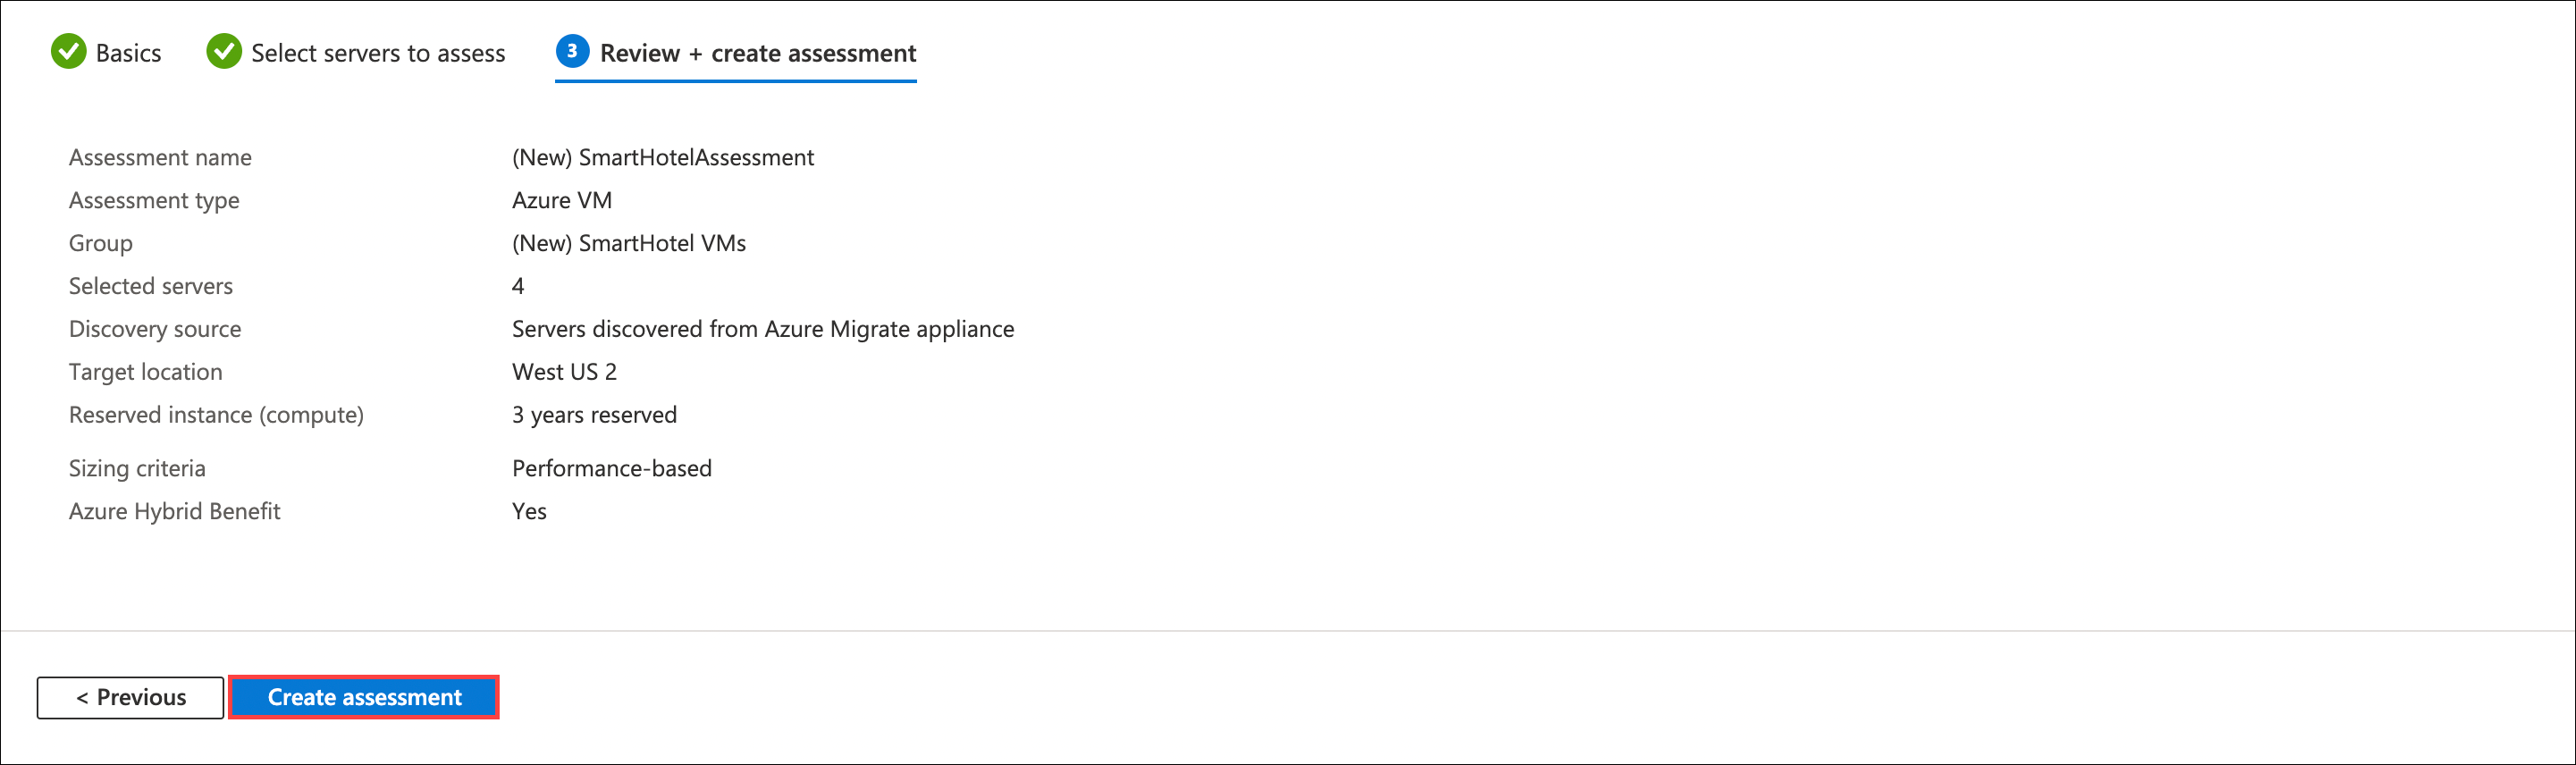 Basics Select servers to assess 3 Review + create assessment
Assessment name (New) SmartHotelAssessment
Assessment type Azure VM
Group (New) SmartHotel VMs
Selected servers 4
Discovery source Servers discovered from Azure Migrate appliance
Target location West US 2
Reserved instance (compute) 3 years reserved
Sizing criteria Performance-based
Azure Hybrid Benefit Yes
< Previous Create assessment